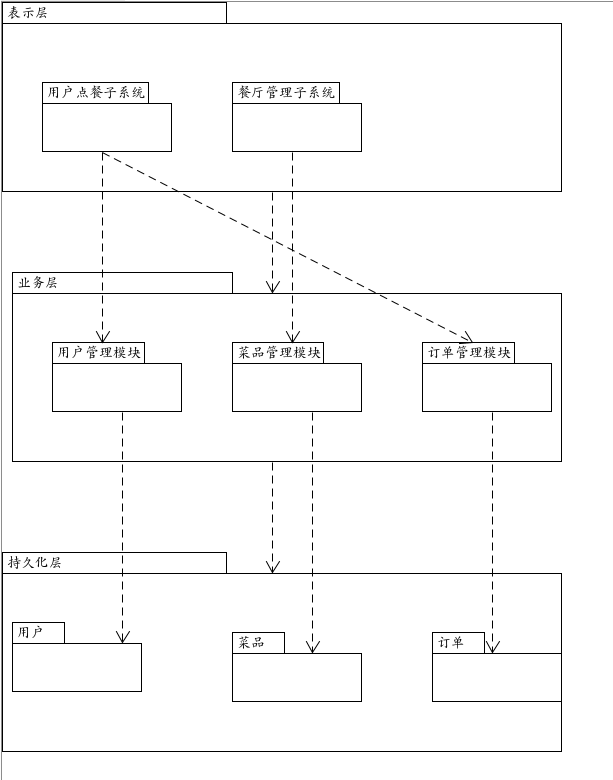 表示层
用户点餐子系统
餐厅管理子系统
业务层
用户管理模块
菜品管理模块
订单管理模块
持久化层
用户
菜品
订单